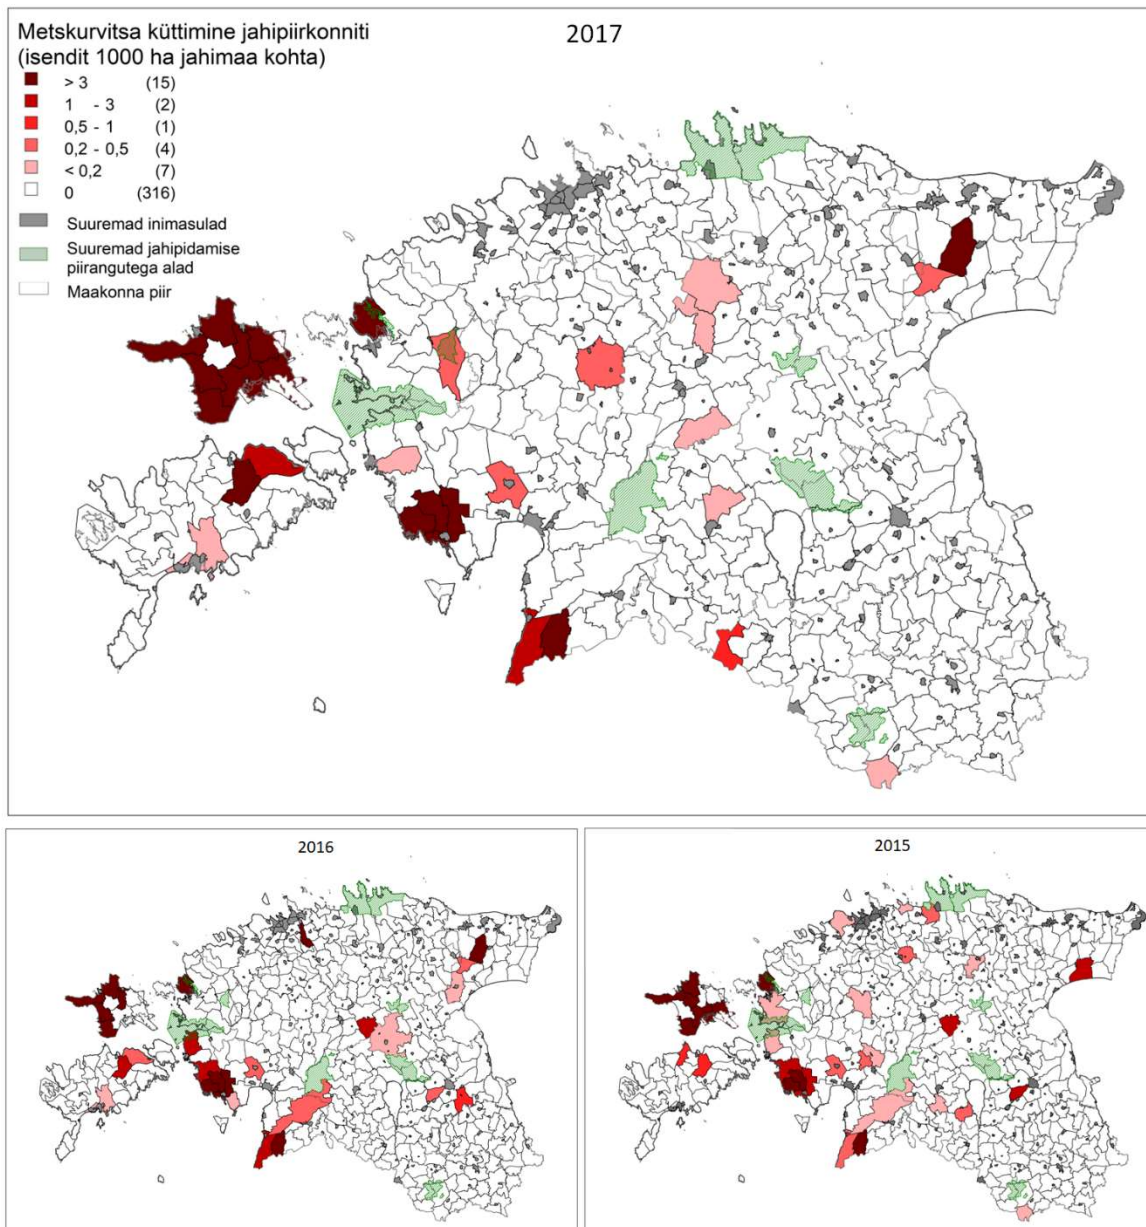 Metskurvitsa küttimine jahipiirkonniti
(isendit 1000 ha jahimaa kohta)
2017
> 3 (15)
1 - 3 (2)
0,5 - 1 (1)
0,2 - 0,5 (4)
< 0,2 (7)
0 (316)
Suuremad inimasulad
Suuremad jahipidamise
piirangutega alad
Maakonna piir
2016
2015